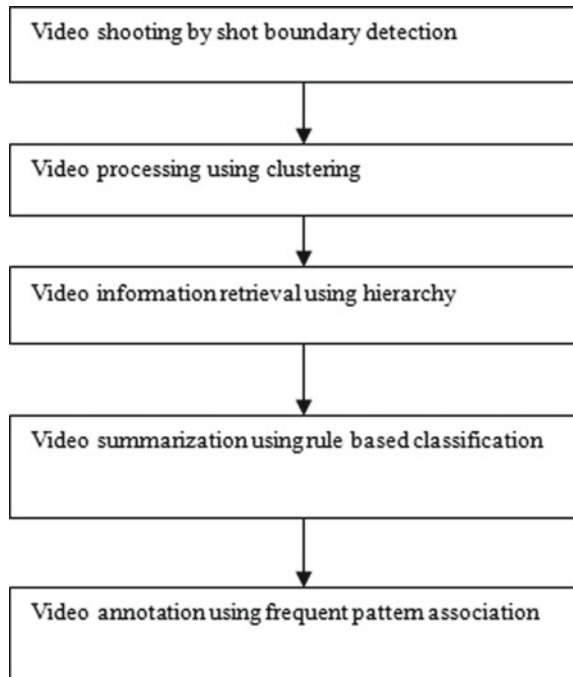 Video shooting by shot boundary detection
Video processing using clustering
Video information retrieval using hierarchy
Video summarization using rule based classification
Video annotation using frequent pattern association